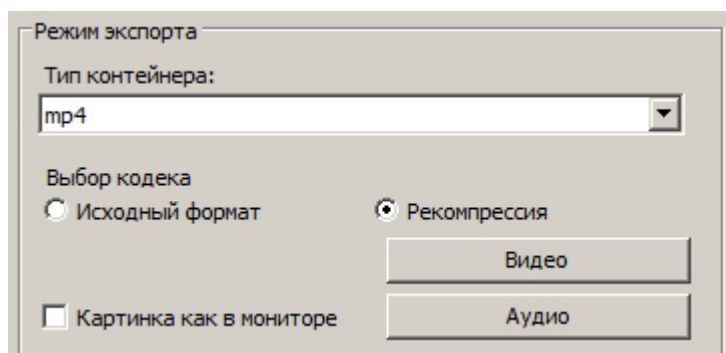 Режим экспорта
Тип контейнера:
mp4
Выбор кодека
Исходный формат Рекомпрессия
Видео
Картинка как в мониторе Аудио